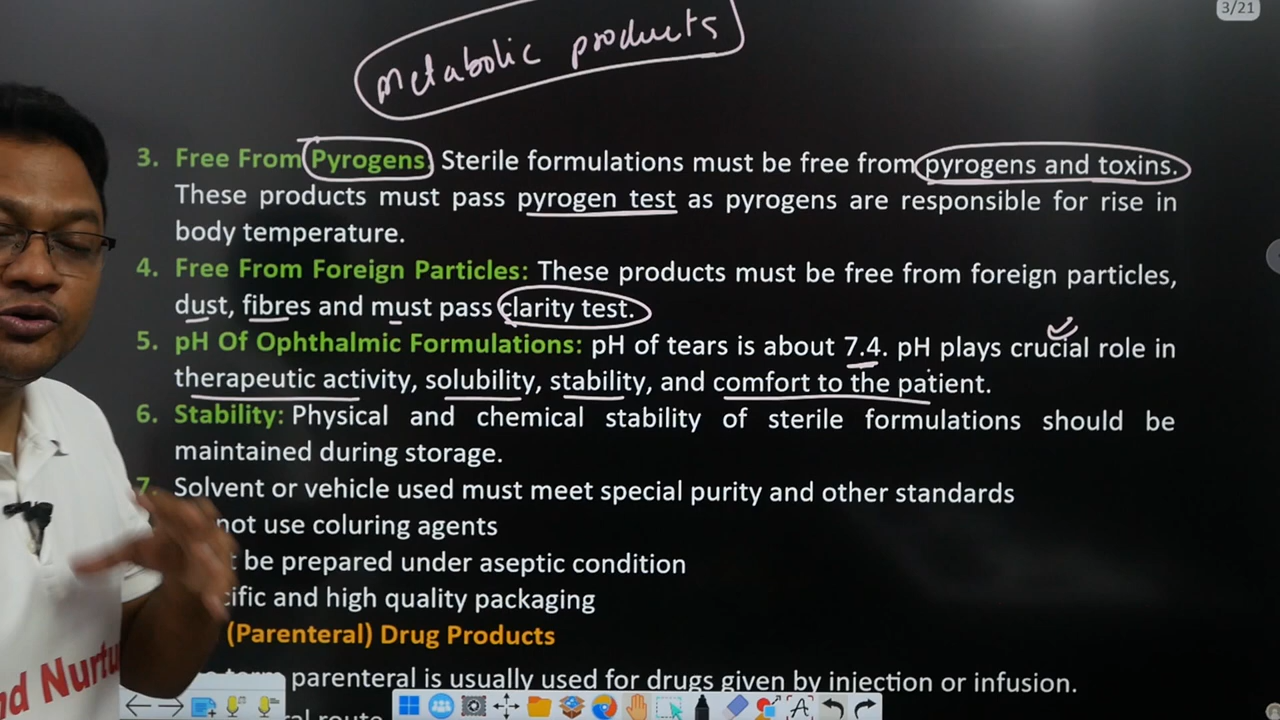 3/21
metabolic products
3. Free From Pyrogens Sterile formulations must be free from pyrogens and toxins.
These products must pass pyrogen test as pyrogens are responsible for rise in
body temperature.
4. Free From Foreign Particles: These products must be free from foreign particles,
dust, fibres and must pass clarity test.
5. pH Of Ophthalmic Formulations: pH of tears is about 7.4. pH plays crucial role in
therapeutic activity, solubility, stability, and comfort to the patient.
6. Stability: Physical and chemical stability of sterile formulations should be
maintained during storage.
7. Solvent or vehicle used must meet special purity and other standards
not use coluring agents
be prepared under aseptic condition
and high quality packaging
(Parenteral) Drug Products
parenteral is usually used for drugs given by injection or infusion.
route
nd Nurtu